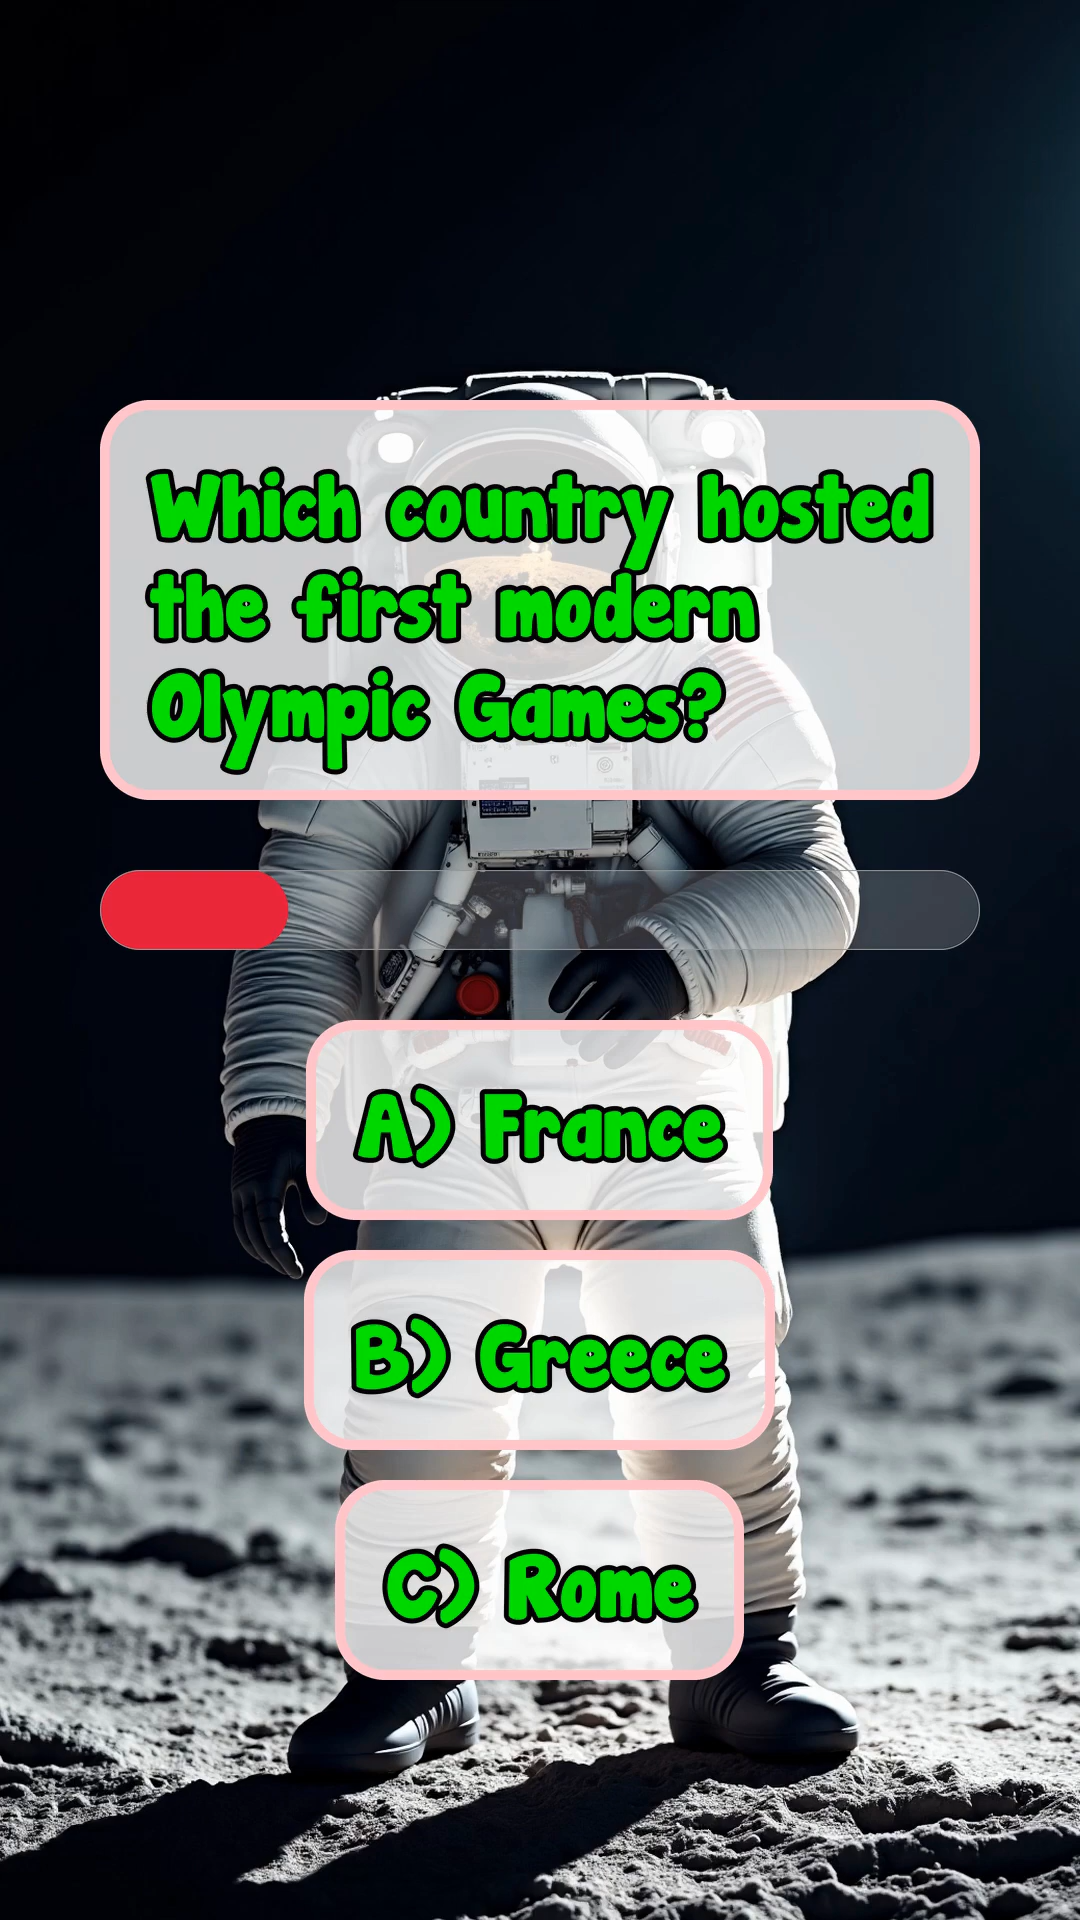 Which country hosted
the first modern
Olympic Games?
A) France
B) Greece
C) Rome